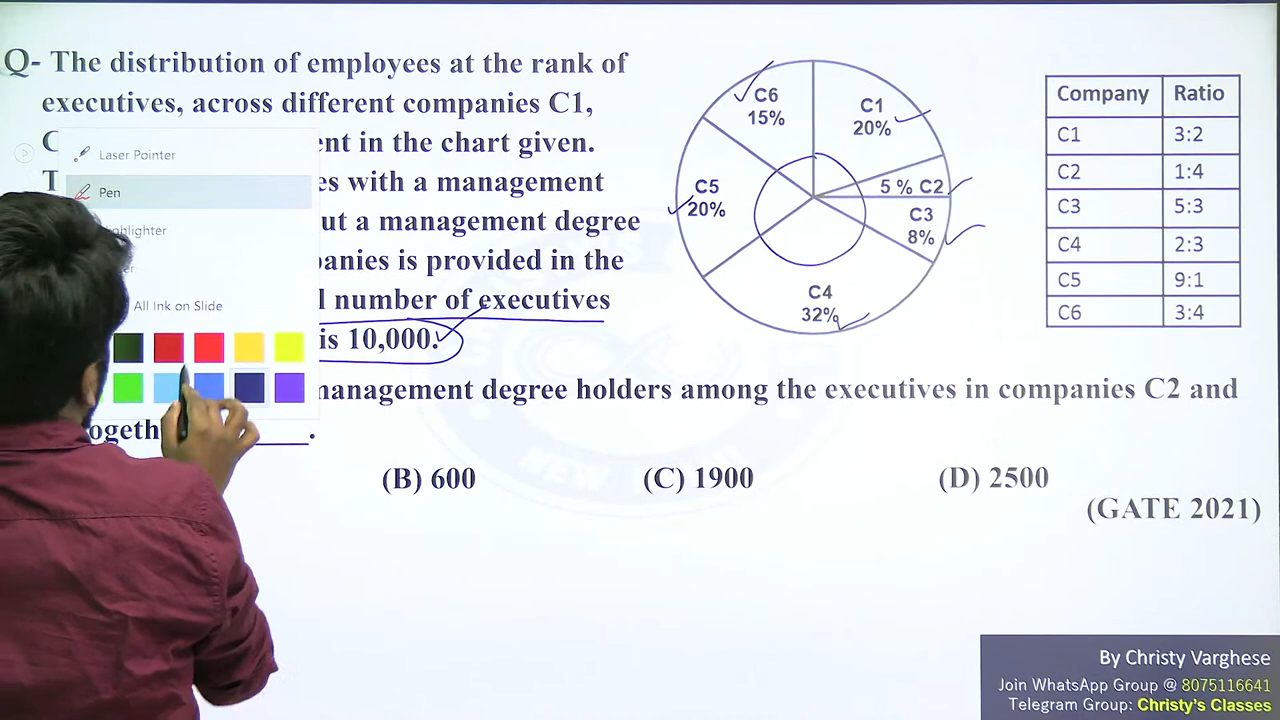 Q- The distribution of employees at the rank of
executives, across different companies C1,
C ent in the chart given.
T es with a management
ut a management degree
panies is provided in the
l number of executives
is 10,000.
management degree holders among the executives in companies C2 and
ogeth .
(B) 600 (C) 1900 (D) 2500
(GATE 2021)
Laser Pointer
Pen
ighlighter
All Ink on Slide
C6
15%
C1
20%
5 % C2
C3
8%
C5
20%
C4
32%
Company Ratio
C1 3:2
C2 1:4
C3 5:3
C4 2:3
C5 9:1
C6 3:4
NEW
By Christy Varghese
Join WhatsApp Group @ 8075116641
Telegram Group: Christy's Classes